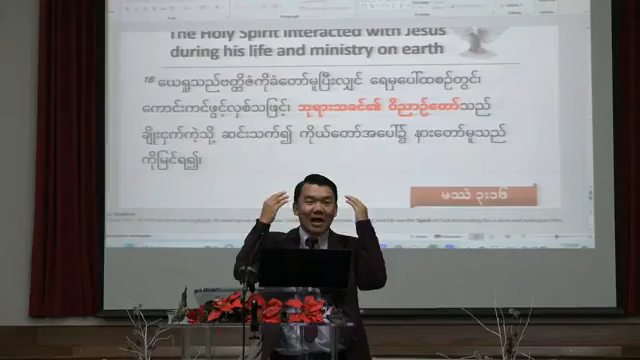 The Holy Spirit interacted with Jesus
during his life and ministry on earth
16 ယေရှုသည်ဗတ္တိဇံကိုခံတော်မူပြီးလျှင် ရေမှပေါ်ထစဉ်တွင်၊
ကောင်းကင်ဖွင့်လှစ်သဖြင့်၊ ဘုရားသခင်၏ ဝိညာဉ်တော်သည်
ချိုးငှက်ကဲ့သို့ ဆင်းသက်၍ ကိုယ်တော်အပေါ်၌ နားတော်မူသည်
ကိုမြင်ရ၍၊
မဿဲ ၃း၁၆